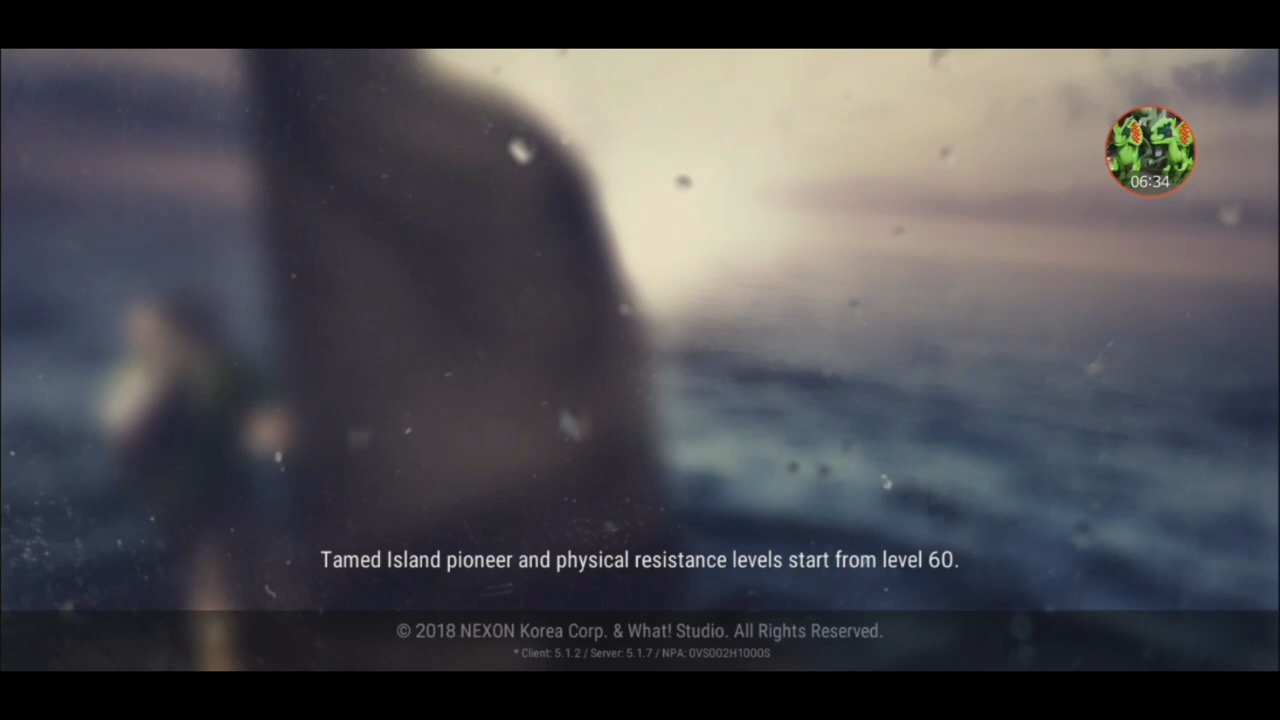 06:34
Tamed Island pioneer and physical resistance levels start from level 60.
© 2018 NEXON Korea Corp. & What! Studio. All Rights Reserved.
* Client: 5.1.2 / Server: 5.1.7 / NPA: 0VS002H1000S